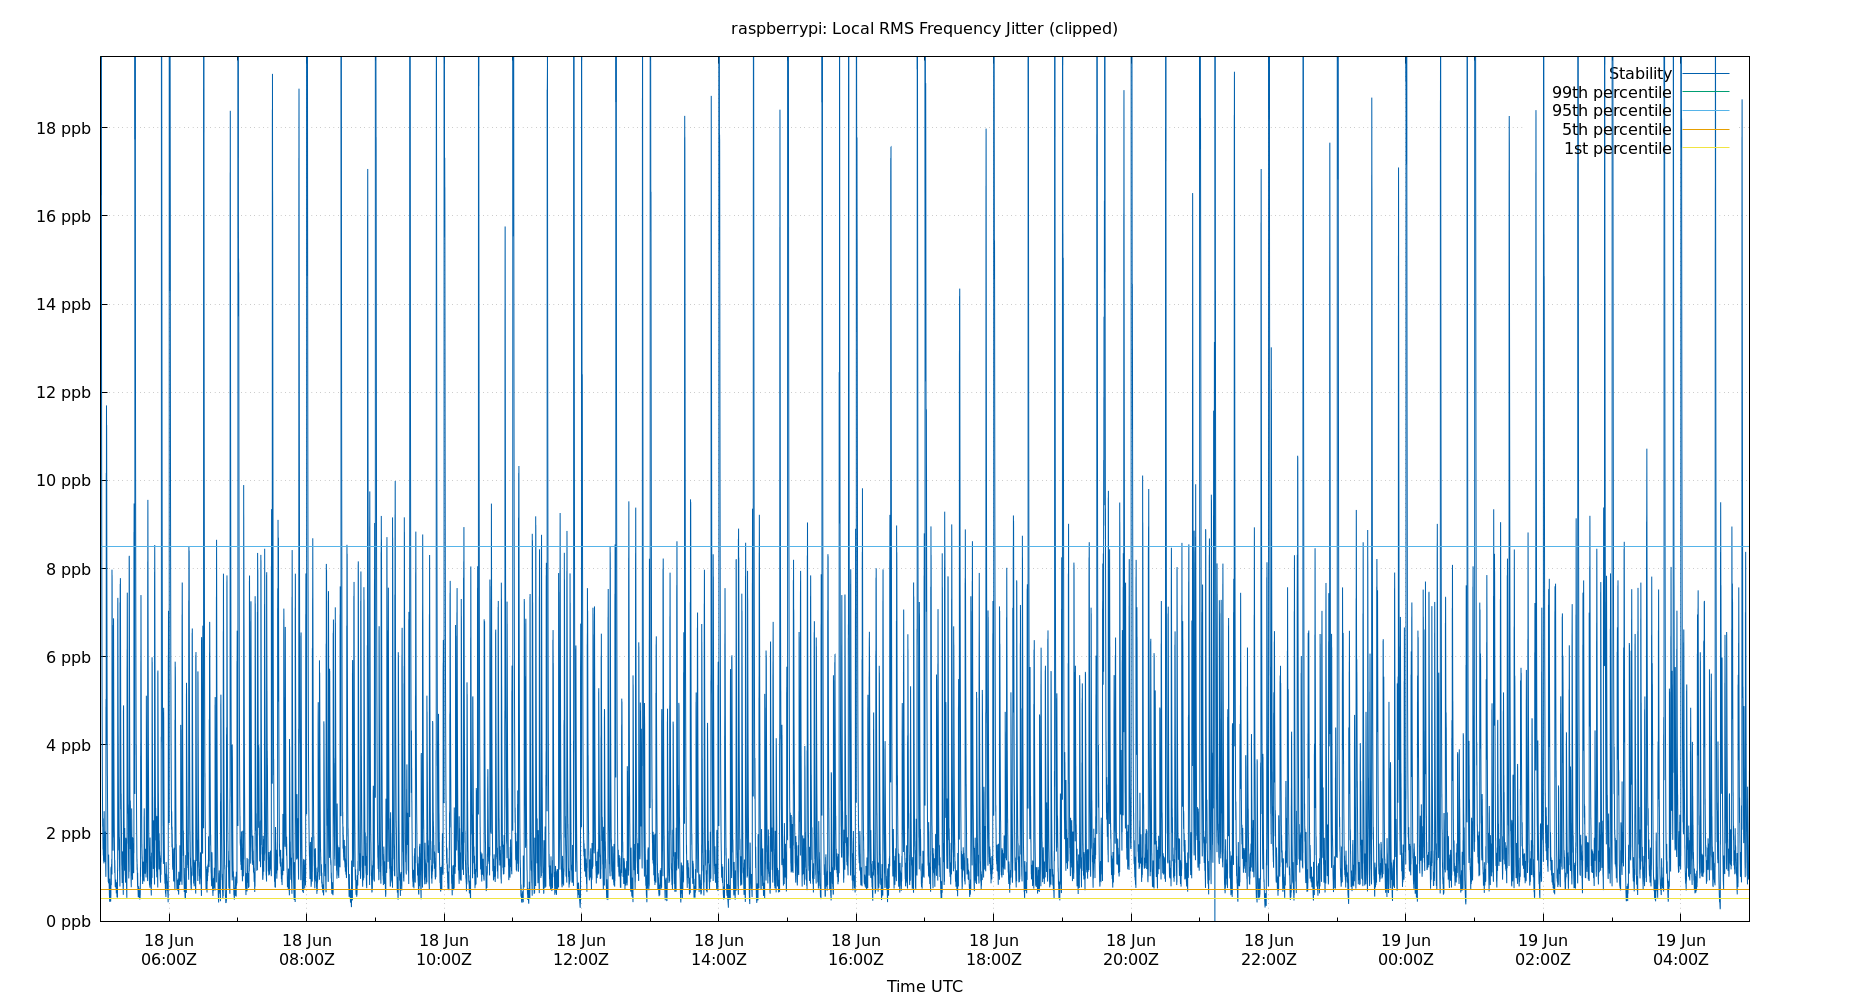 raspberrypi: Local RMS Frequency Jitter (clipped)
Stability
99th percentile
95th percentile
5th percentile
1st percentile
18 ppb
16 ppb
14 ppb
12 ppb
10 ppb
8 ppb
6 ppb
4 ppb
2 ppb
0 ppb
18 Jun 18 Jun 18 Jun 18 Jun 18 Jun 18 Jun 18 Jun 18 Jun 18 Jun 19 Jun 19 Jun 19 Jun
06:00Z 08:00Z 10:00Z 12:00Z 14:00Z 16:00Z 18:00Z 20:00Z 22:00Z 00:00Z 02:00Z 04:00Z
Time UTC